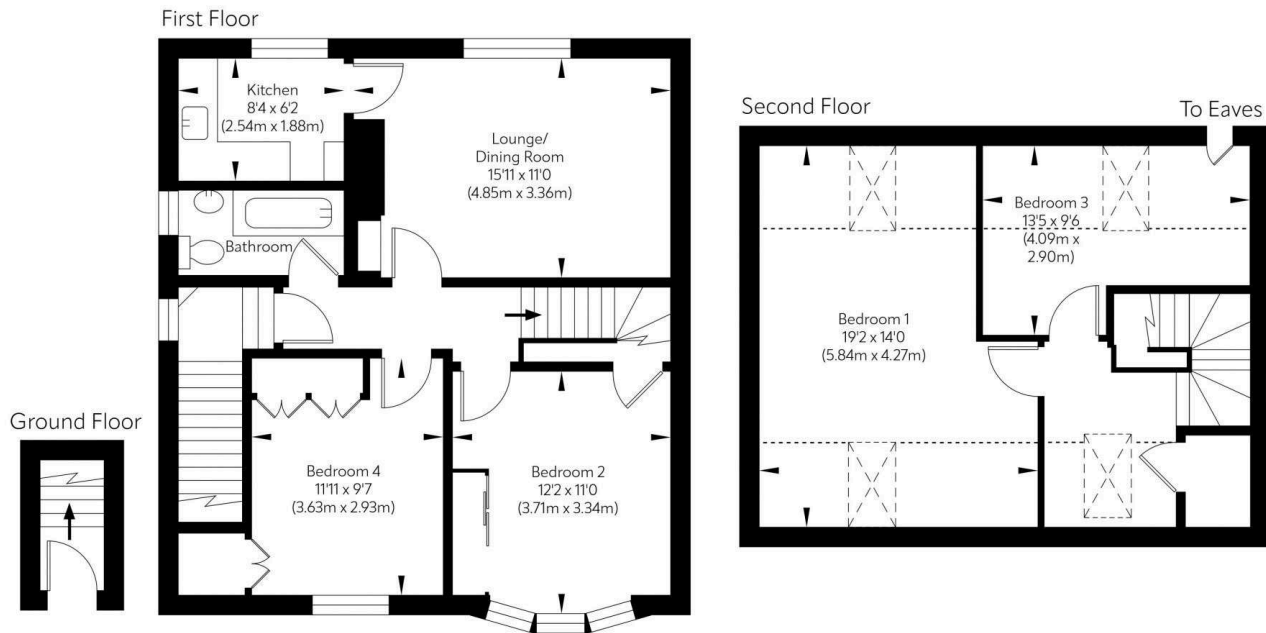 First Floor
Kitchen
8'4 x 6'2
(2.54m x 1.88m)
Lounge/
Dining Room
15'11 x 11'0
(4.85m x 3.36m)
Bathroom
Bedroom 4
11'11 x 9'7
(3.63m x 2.93m)
Bedroom 2
12'2 x 11'0
(3.71m x 3.34m)
Ground Floor
Second Floor
To Eaves
Bedroom 3
13'5 x 9'6
(4.09m x
2.90m)
Bedroom 1
19'2 x 14'0
(5.84m x 4.27m)